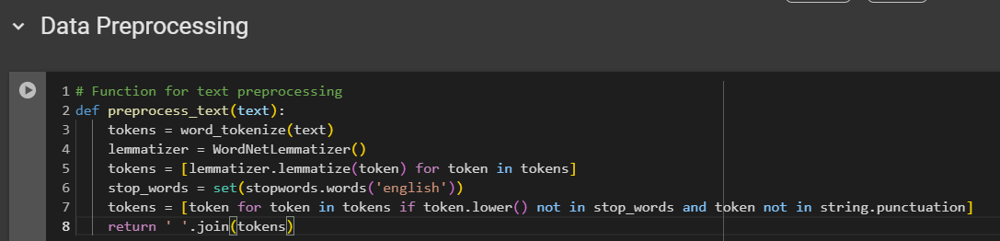 Data Preprocessing
1 # Function for text preprocessing
2 def preprocess_text(text):
3     tokens = word_tokenize(text)
4     lemmatizer = WordNetLemmatizer()
5     tokens = [lemmatizer.lemmatize(token) for token in tokens]
6     stop_words = set(stopwords.words('english'))
7     tokens = [token for token in tokens if token.lower() not in stop_words and token not in string.punctuation]
8     return ' '.join(tokens)